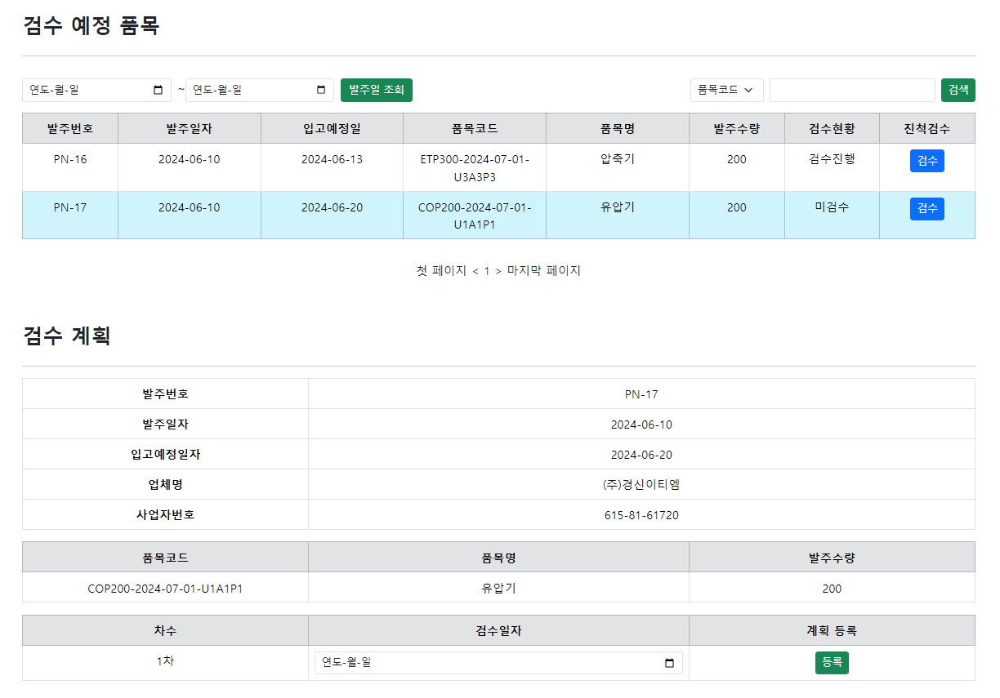 검수 예정 품목
연도-월-일 ~ 연도-월-일 발주일 조회 품목코드 검색
발주번호 발주일자 입고예정일 품목코드 품목명 발주수량 검수현황 진척검수
PN-16 2024-06-10 2024-06-13 ETP300-2024-07-01-U3A3P3 압축기 200 검수진행 검수
PN-17 2024-06-10 2024-06-20 COP200-2024-07-01-U1A1P1 유압기 200 미검수 검수
첫 페이지 < 1 > 마지막 페이지
검수 계획
발주번호 PN-17
발주일자 2024-06-10
입고예정일자 2024-06-20
업체명 (주)경신이티엠
사업자번호 615-81-61720
품목코드 품목명 발주수량
COP200-2024-07-01-U1A1P1 유압기 200
차수 검수일자 계획 등록
1차 연도-월-일 등록